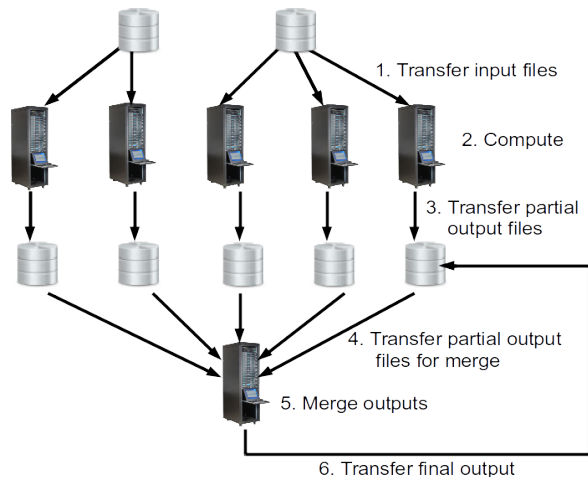 1. Transfer input files
2. Compute
3. Transfer partial
output files
4. Transfer partial output
files for merge
5. Merge outputs
6. Transfer final output